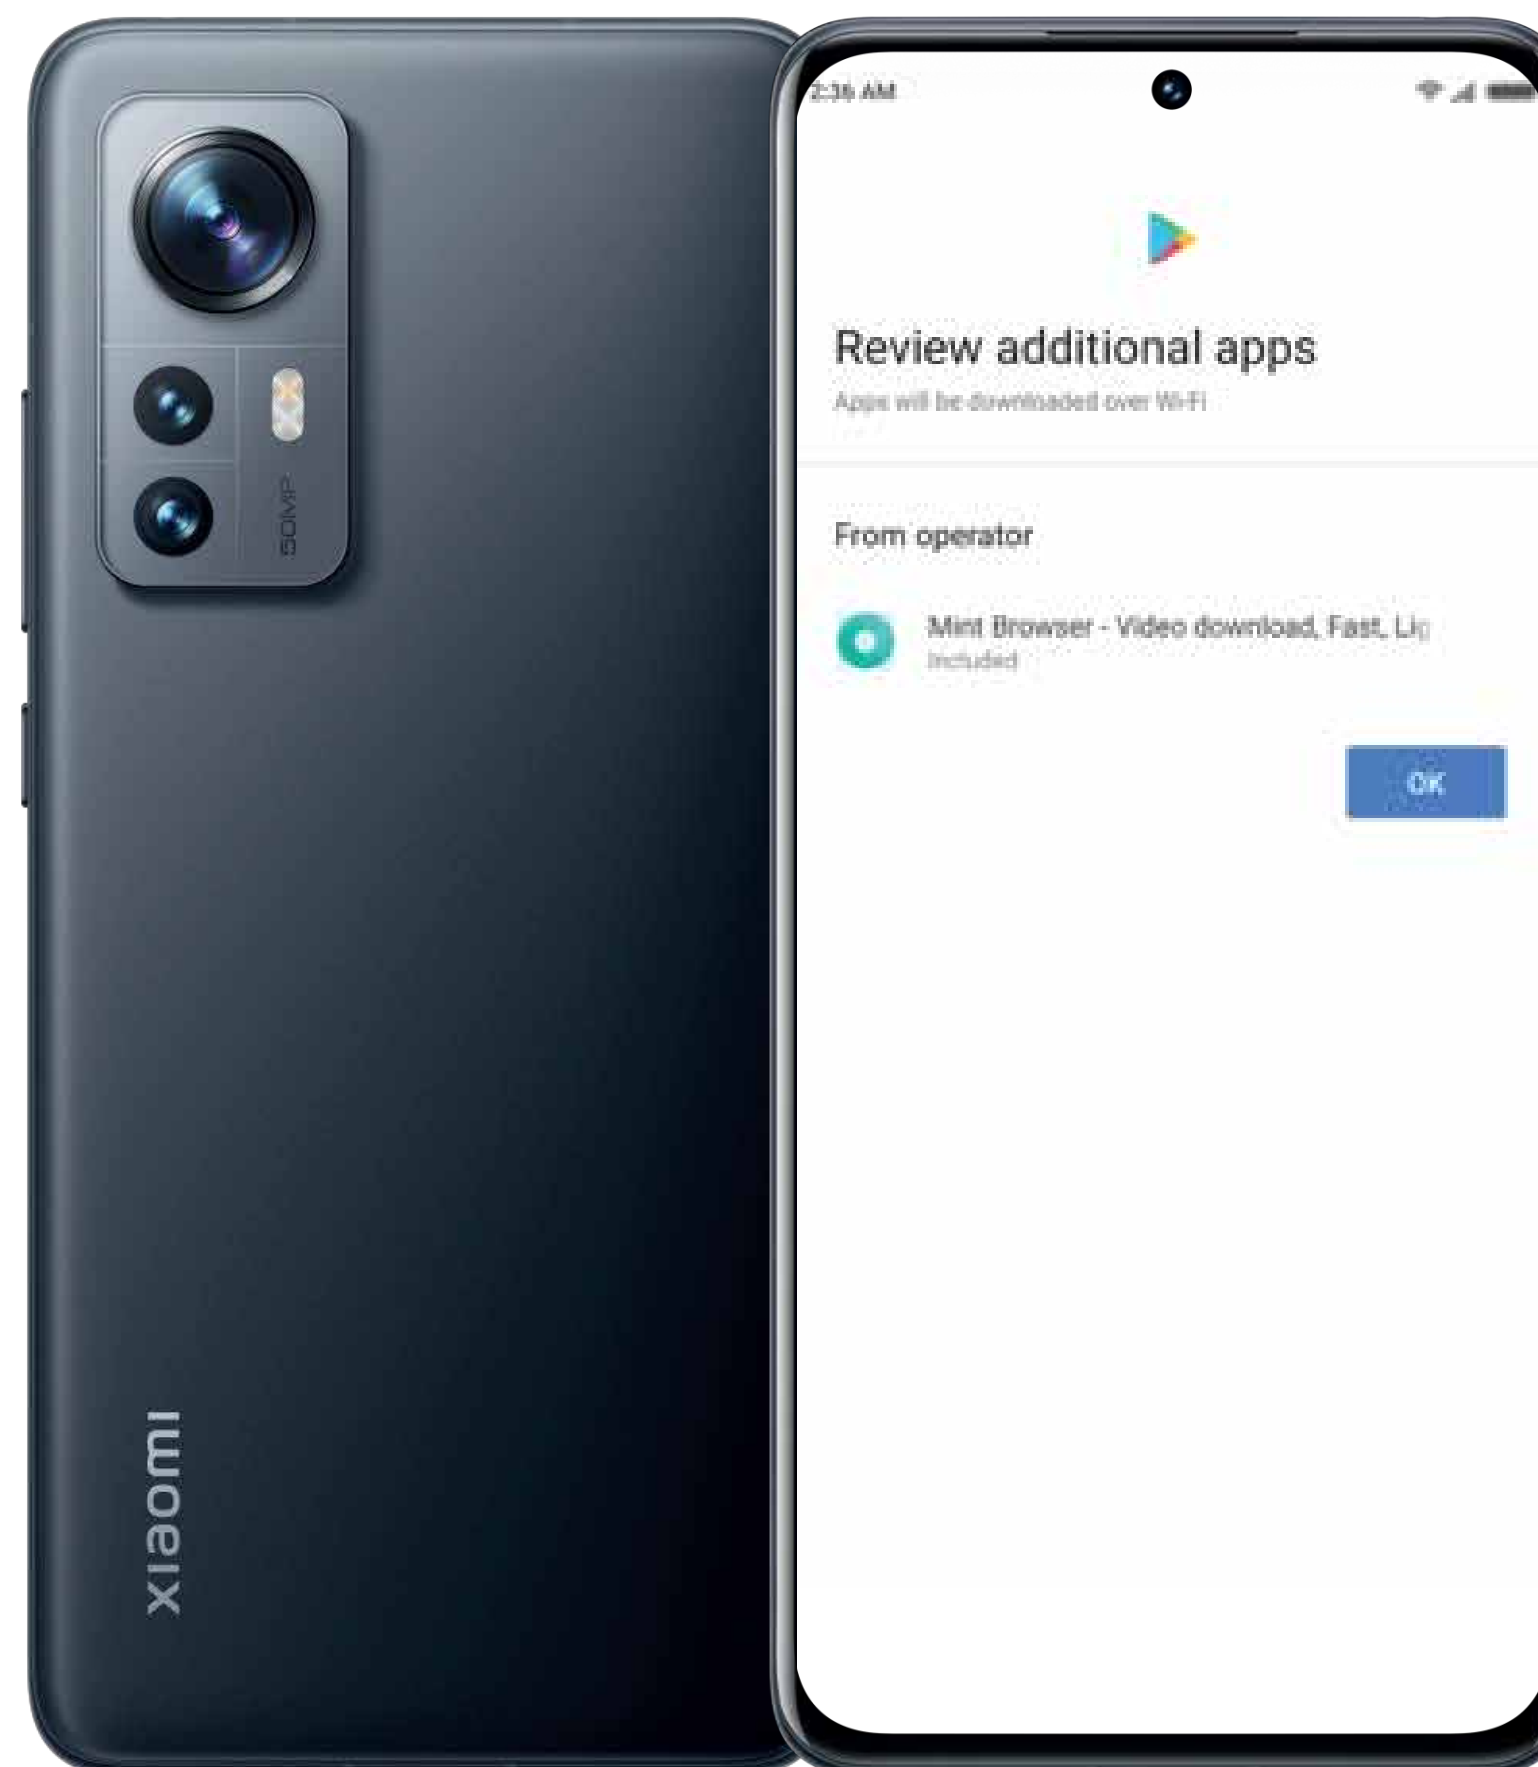 50MP
xiaomi
2:36 AM
Review additional apps
Apps will be downloaded over Wi-Fi
From operator
Mint Browser - Video download, Fast, Lig
Included
OK